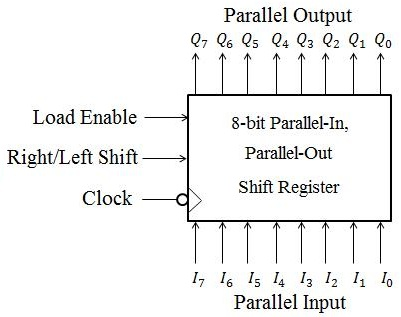 Parallel Output
Q₇ Q₆ Q₅ Q₄ Q₃ Q₂ Q₁ Q₀
Load Enable
8-bit Parallel-In,
Right/Left Shift
Parallel-Out
Clock
Shift Register
I₇ I₆ I₅ I₄ I₃ I₂ I₁ I₀
Parallel Input